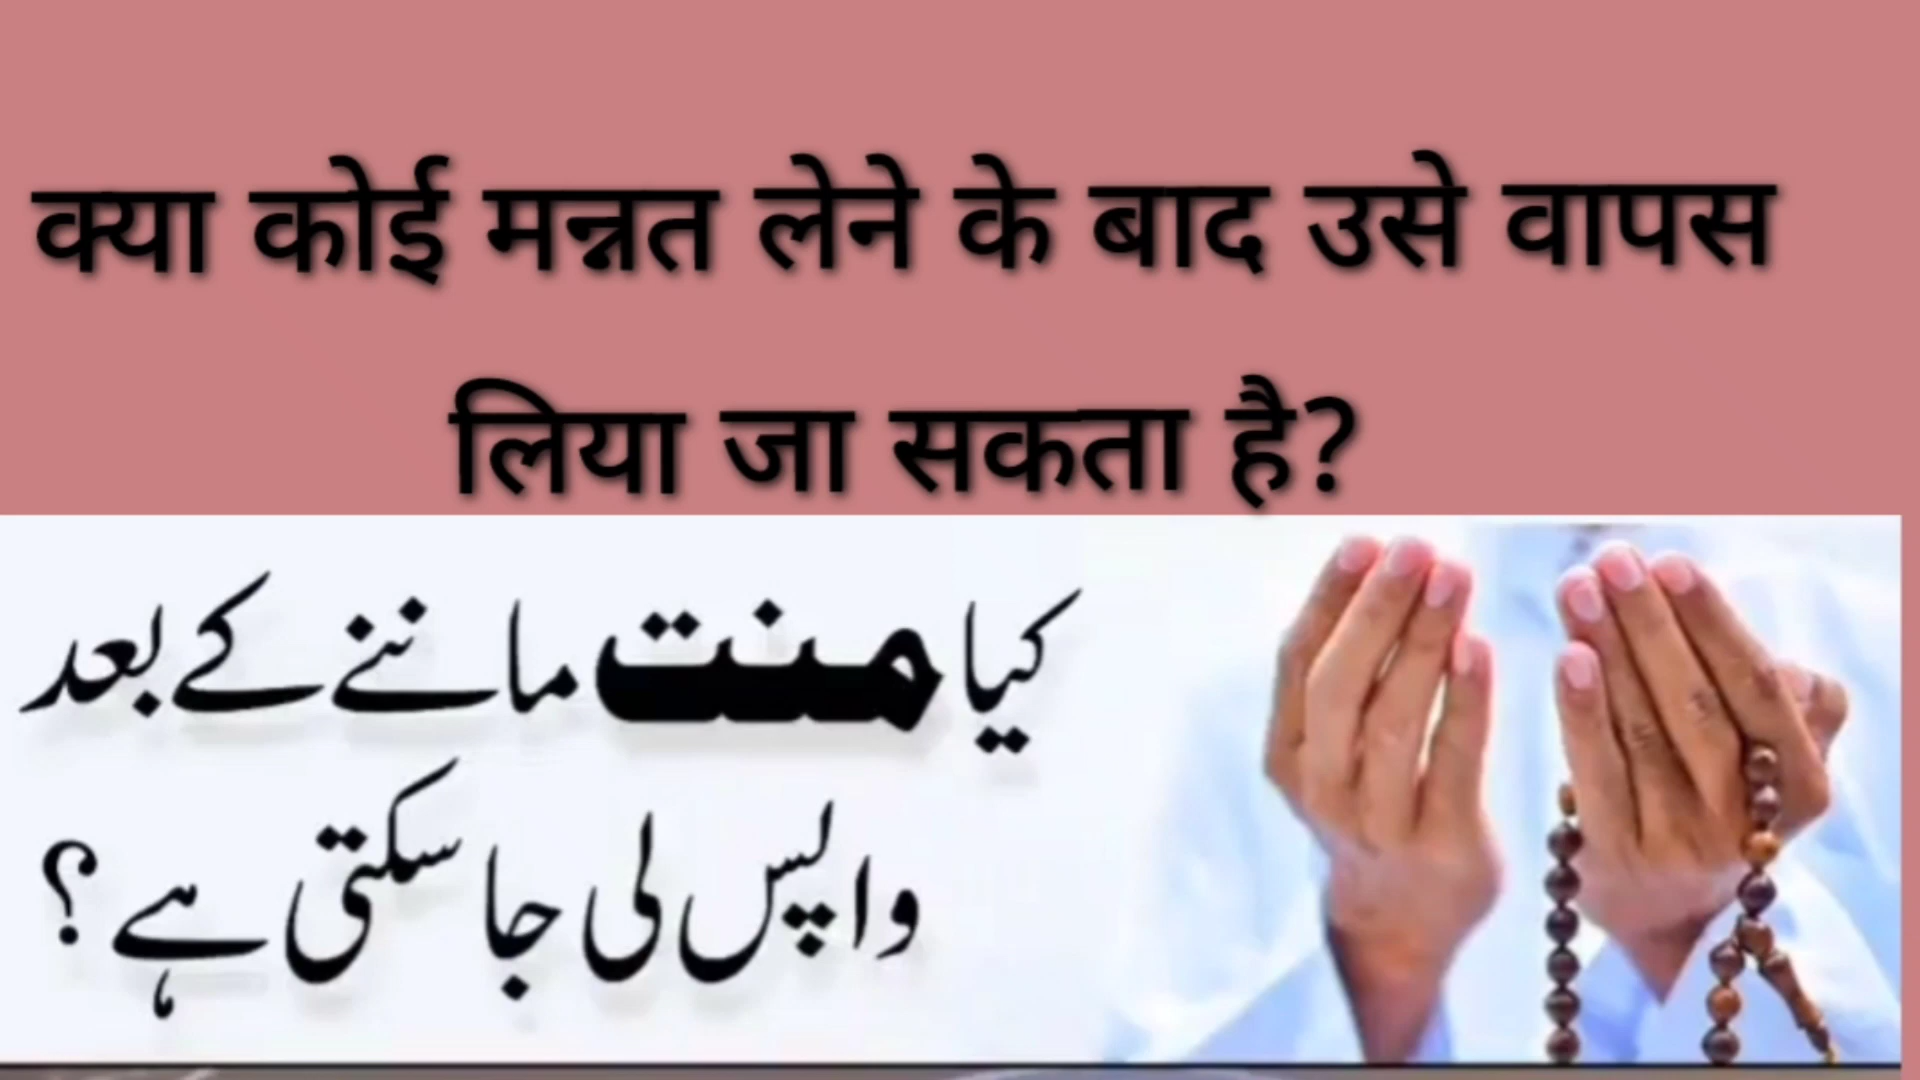 क्या कोई मन्नत लेने के बाद उसे वापस
लिया जा सकता है?
کیا منت ماننے کے بعد
واپس لی جا سکتی ہے؟